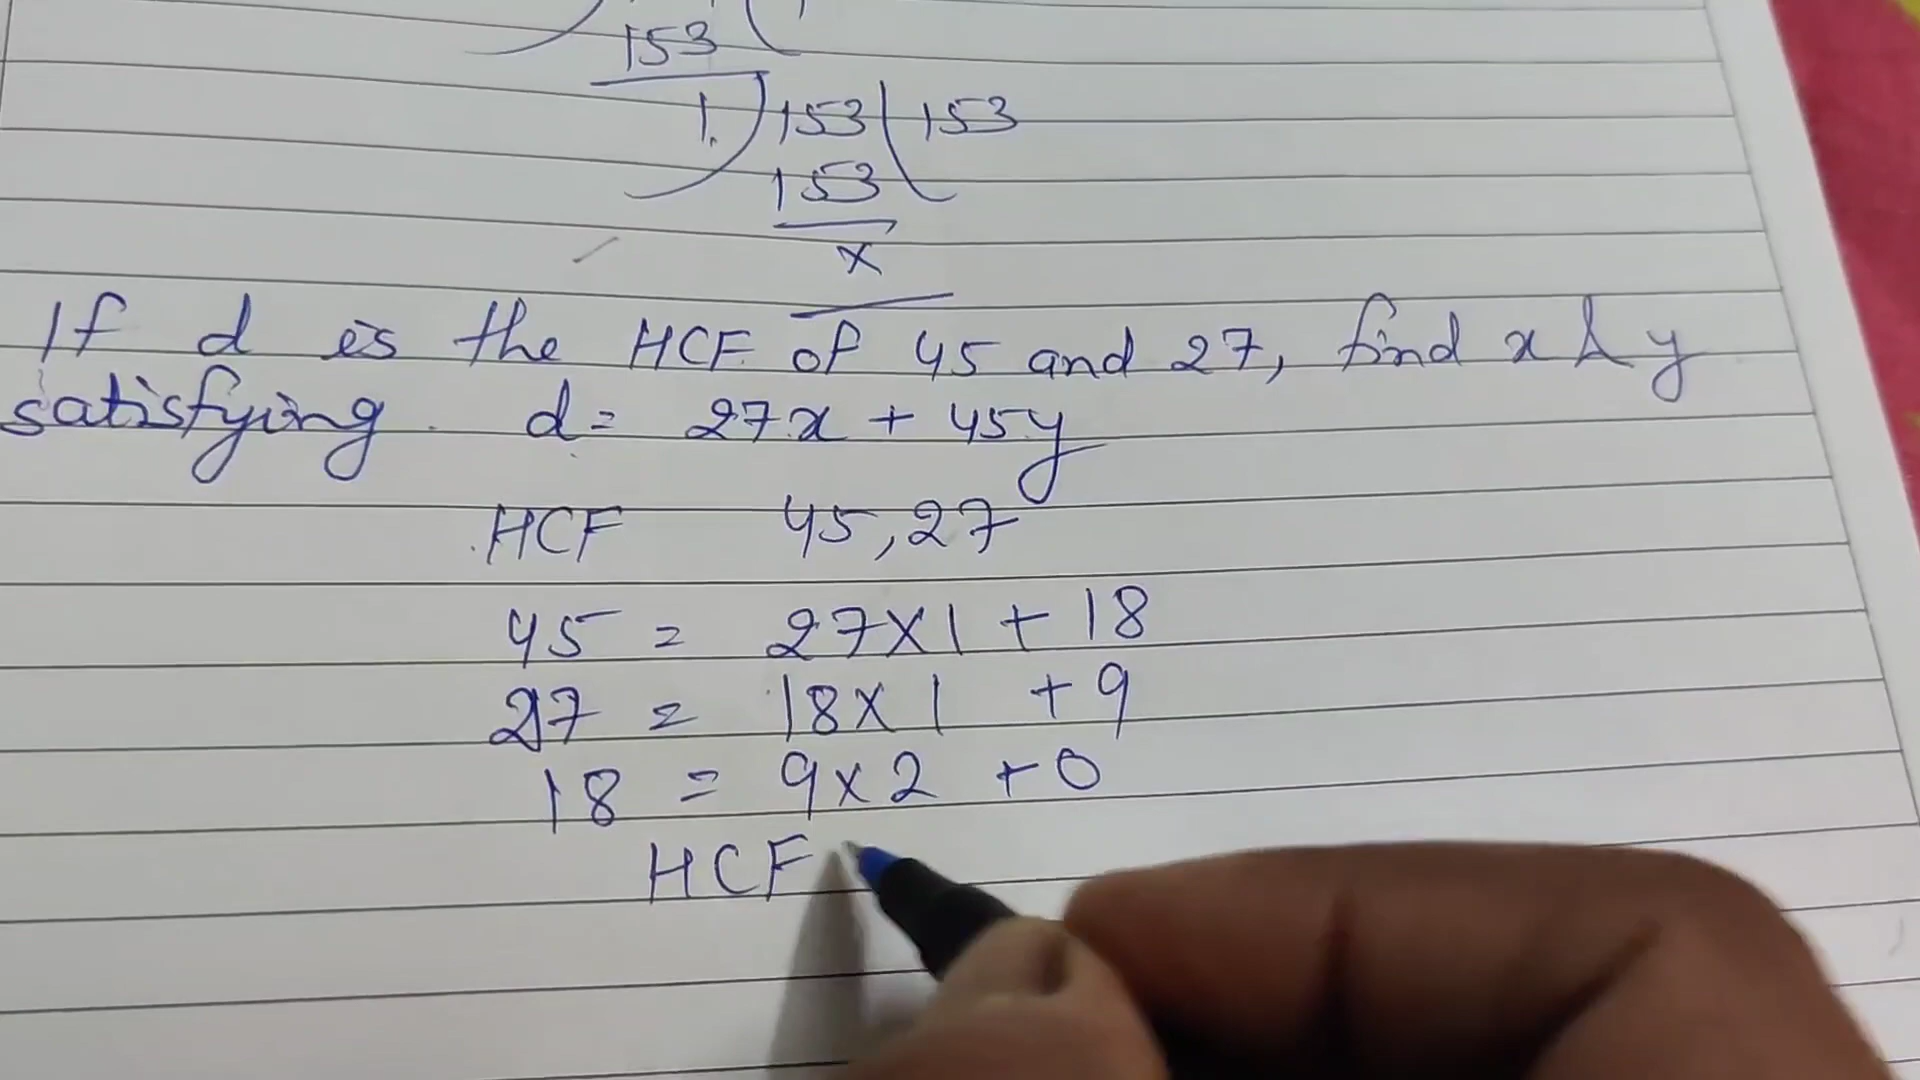 153
1. ) 153 ( 153
153
x
If d is the HCF of 45 and 27, find x & y
satisfying d = 27x + 45y
HCF 45, 27
45 = 27 x 1 + 18
27 = 18 x 1 + 9
18 = 9 x 2 + 0
HCF